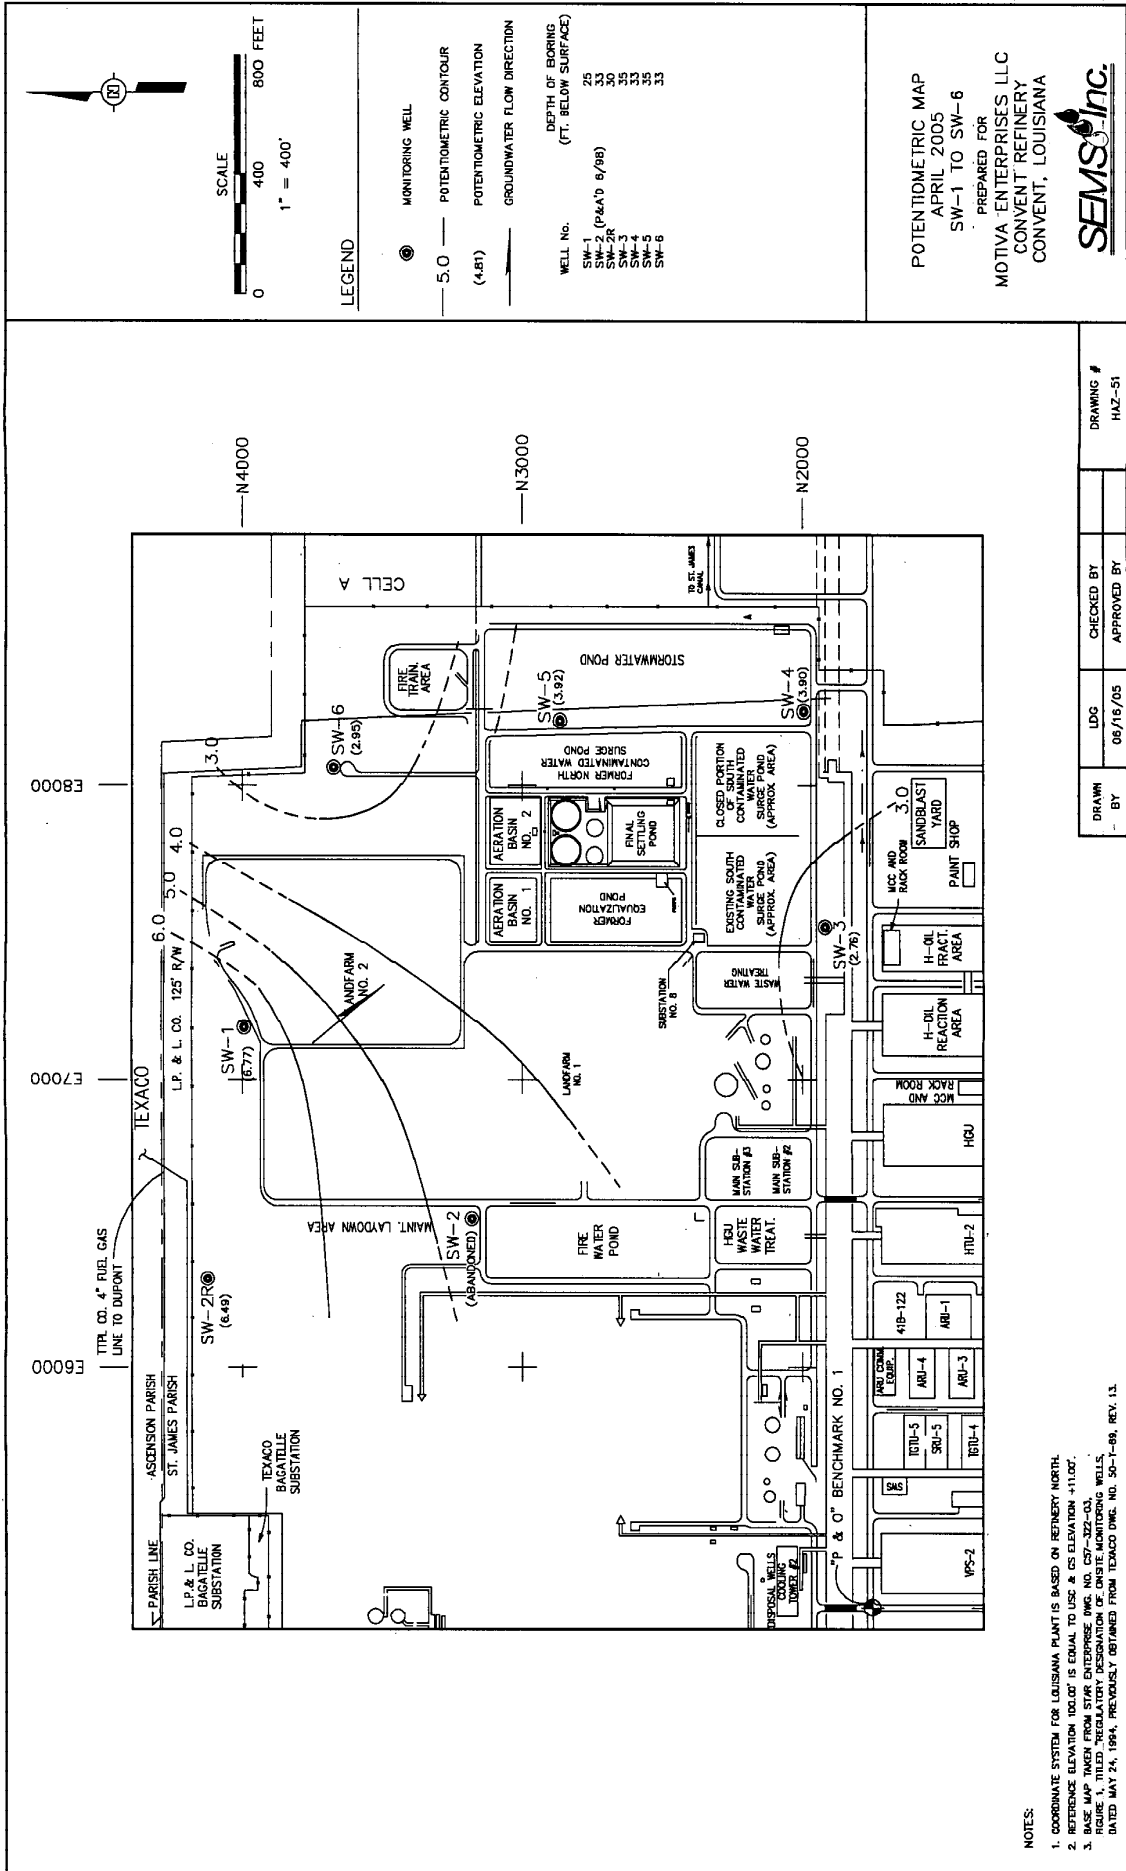 SCALE
0 400 800 FEET
1" = 400'
LEGEND
MONITORING WELL
5.0 POTENTIOMETRIC CONTOUR
(4.81) POTENTIOMETRIC ELEVATION
GROUNDWATER FLOW DIRECTION
WELL No. DEPTH OF BORING
(FT. BELOW SURFACE)
SW-1 25
SW-2 (P&A'D 6/98) 33
SW-2R 30
SW-3 35
SW-4 33
SW-5 35
SW-6 33
POTENTIOMETRIC MAP
APRIL 2005
SW-1 TO SW-6
PREPARED FOR
MOTIVA ENTERPRISES LLC
CONVENT REFINERY
CONVENT, LOUISIANA
SEMS Inc.
E6000
E7000
E8000
N4000
N3000
N2000
TTPL CO. 4" FUEL GAS
LINE TO DUPONT
TEXACO
PARISH LINE
ASCENSION PARISH
ST. JAMES PARISH
L.P. & L. CO. 125' R/W
L.P.& L. CO.
BAGATELLE
SUBSTATION
TEXACO
BAGATELLE
SUBSTATION
6.0
5.0
4.0
3.0
SW-2R
(6.49)
SW-1
(6.77)
SW-6
(2.95)
LANDFARM
NO. 2
FIRE
TRAIN.
AREA
CELL A
MAINT. LAYDOWN AREA
SW-2
(ABANDONED)
LANDFARM
NO. 1
AERATION
BASIN
NO. 1
AERATION
BASIN
NO. 2
FORMER
EQUALIZATION
POND
FINAL
SETTLING
POND
FORMER NORTH
CONTAMINATED WATER
SURGE POND
SW-5
(3.92)
STORMWATER POND
FIRE
WATER
POND
SUBSTATION
NO. 8
TO ST. JAMES
CANAL
HGU
WASTE
WATER
TREAT.
MAIN SUB-
STATION #3
MAIN SUB-
STATION #2
WASTE WATER
TREATING
EXISTING SOUTH
CONTAMINATED
WATER
SURGE POND
(APPROX. AREA)
CLOSED PORTION
OF SOUTH
CONTAMINATED
WATER
SURGE POND
(APPROX. AREA)
SW-4
(3.90)
SW-3
(2.76)
DISPOSAL WELLS
COOLING
TOWER #2
"P & O" BENCHMARK NO. 1
ARU COMM.
EQUIP.
41B-122
MCC AND
RACK ROOM
3.0
VPS-2
SWS
TGTU-5
SRU-5
TGTU-4
ARU-4
ARU-3
ARU-1
HTU-2
HGU
MCC AND
RACK ROOM
H-OIL
REACTION
AREA
H-OIL
FRACT.
AREA
SANDBLAST
YARD
PAINT SHOP
DRAWN BY
LDG
06/16/05
CHECKED BY
APPROVED BY
DRAWING #
HAZ-51
NOTES:
1. COORDINATE SYSTEM FOR LOUISIANA PLANT IS BASED ON REFINERY NORTH.
2. REFERENCE ELEVATION 100.00' IS EQUAL TO USC & GS ELEVATION +11.00'.
3. BASE MAP TAKEN FROM STAR ENTERPRISE DWG. NO. C57-322-03,
FIGURE 1, TITLED "REGULATORY DESIGNATION OF ONSITE MONITORING WELLS,
DATED MAY 24, 1994, PREVIOUSLY OBTAINED FROM TEXACO DWG. NO. 50-Y-89, REV. 13.